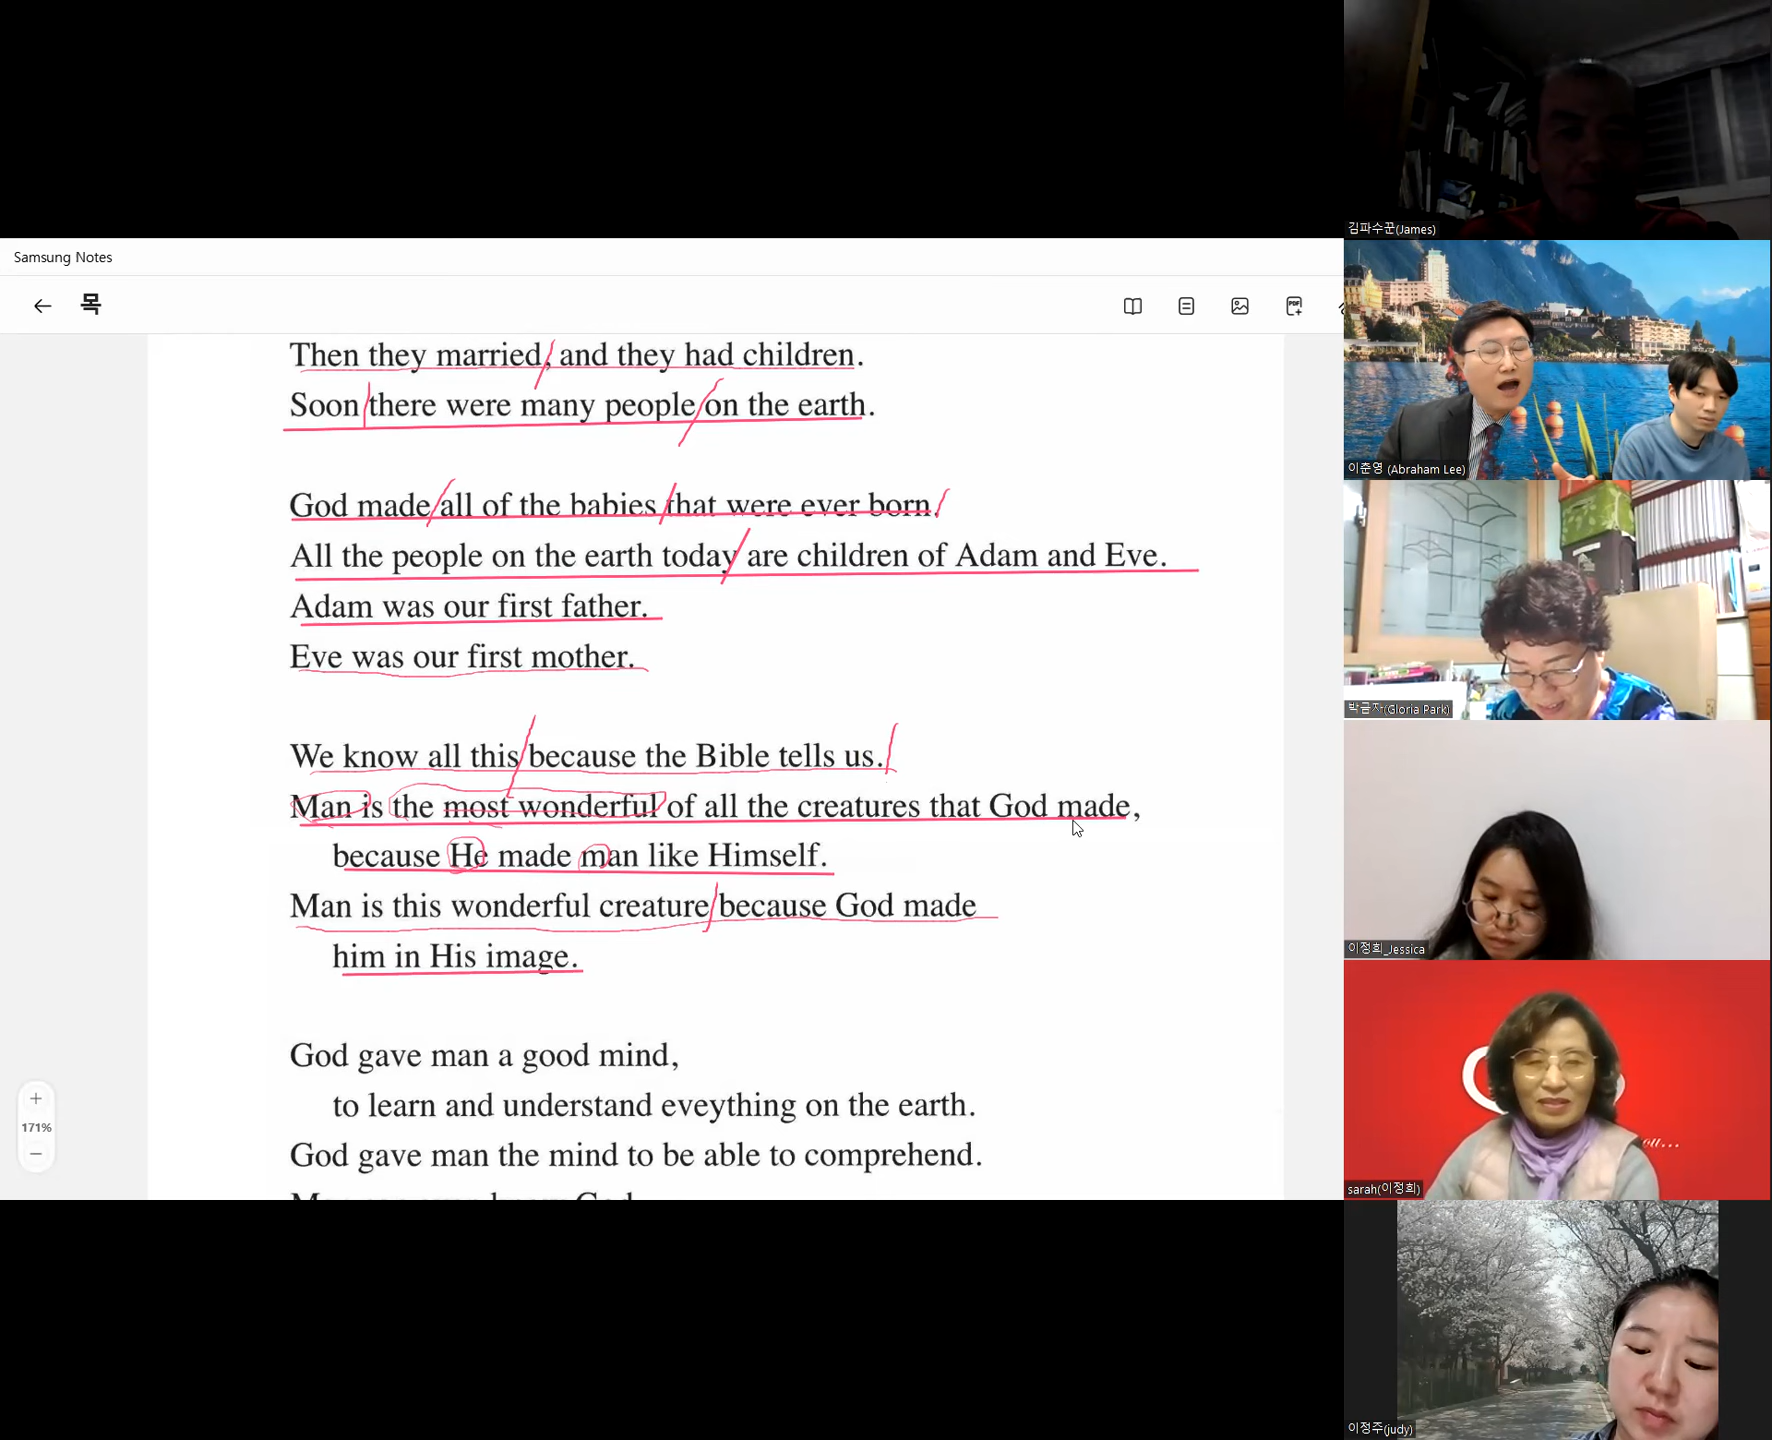 Samsung Notes
목
Then they married, and they had children.
Soon there were many people on the earth.
God made all of the babies that were ever born.
All the people on the earth today are children of Adam and Eve.
Adam was our first father.
Eve was our first mother.
We know all this because the Bible tells us.
Man is the most wonderful of all the creatures that God made,
because He made man like Himself.
Man is this wonderful creature because God made
him in His image.
God gave man a good mind,
to learn and understand eveything on the earth.
God gave man the mind to be able to comprehend.
171%
김파수꾼(James)
이춘영 (Abraham Lee)
박금자(Gloria Park)
이정희_Jessica
sarah(이정희)
이정주(judy)